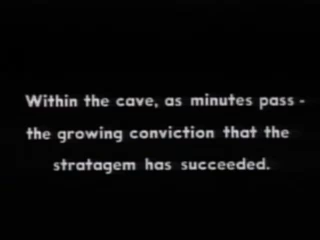 Within the cave, as minutes pass -
the growing conviction that the
stratagem has succeeded.